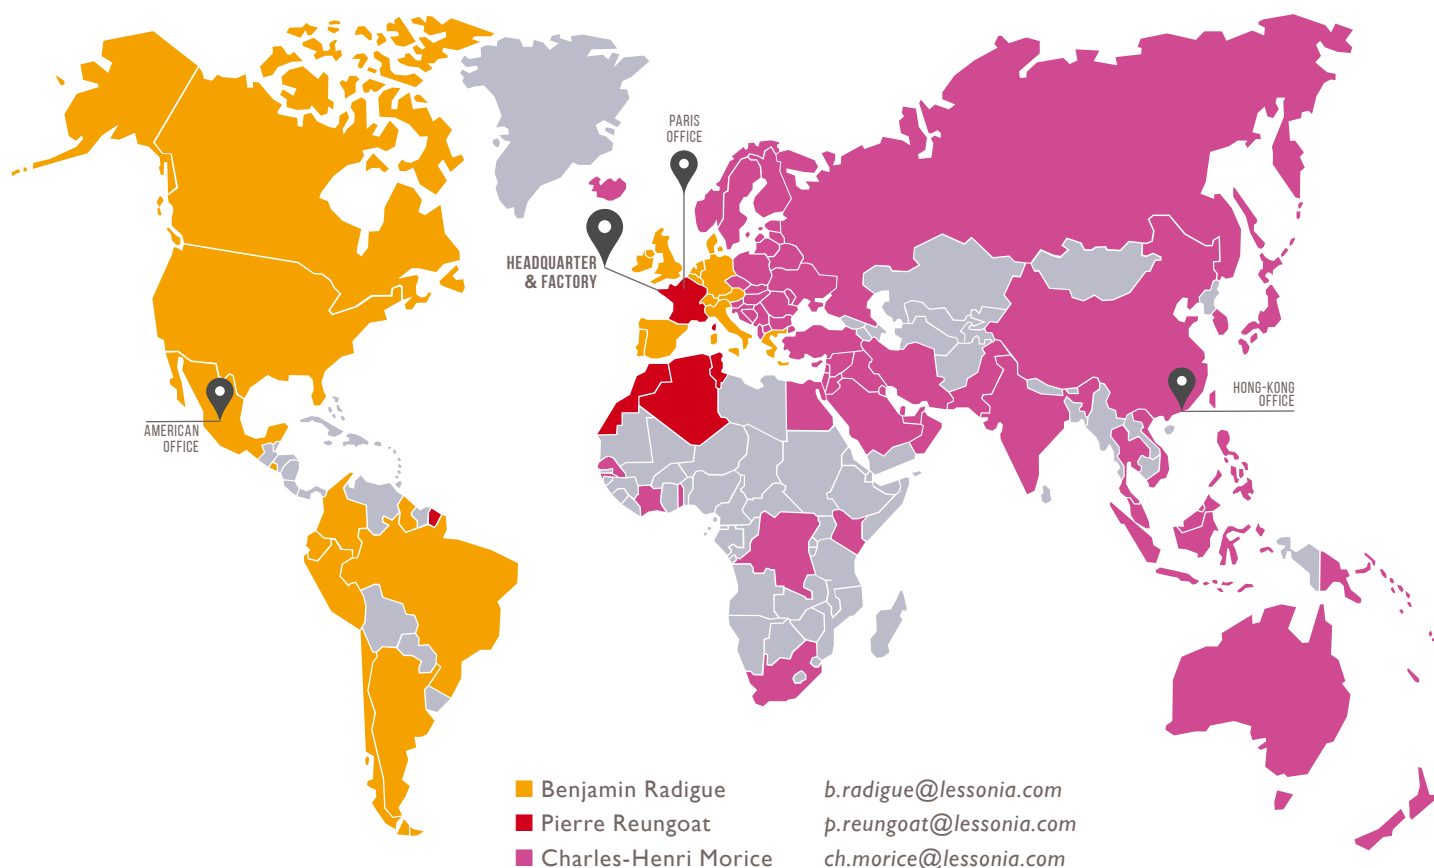 PARIS
OFFICE
HEADQUARTER
& FACTORY
HONG-KONG
OFFICE
AMERICAN
OFFICE
Benjamin Radigue b.radigue@lessonia.com
Pierre Reungoat p.reungoat@lessonia.com
Charles-Henri Morice ch.morice@lessonia.com